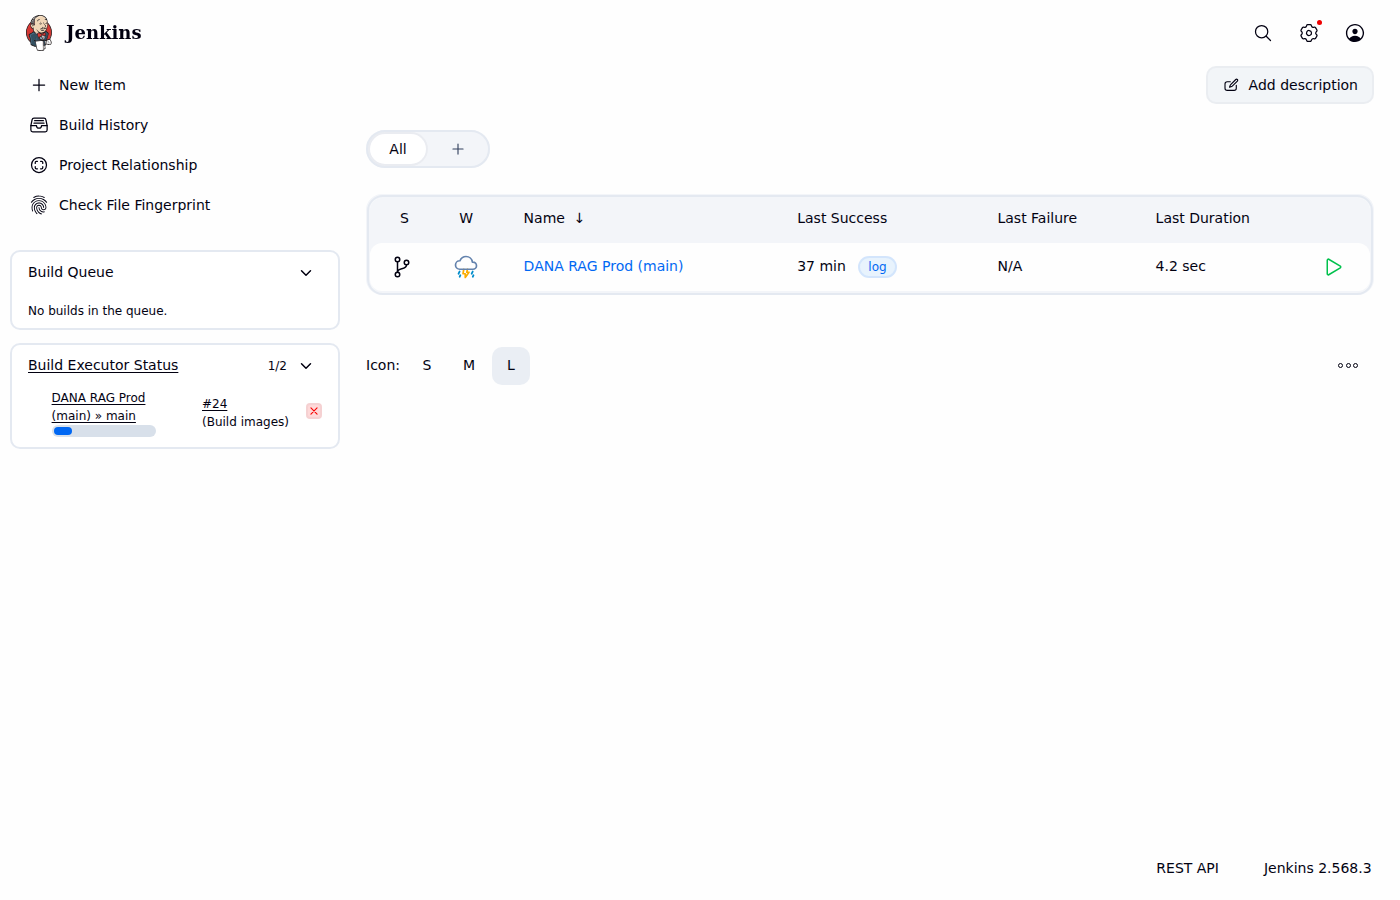 Jenkins
New Item
Build History
Project Relationship
Check File Fingerprint
Add description
All
S W Name ↓ Last Success Last Failure Last Duration
DANA RAG Prod (main) 37 min log N/A 4.2 sec
Build Queue
No builds in the queue.
Build Executor Status 1/2
DANA RAG Prod
(main) » main
#24
(Build images)
Icon: S M L
REST API Jenkins 2.568.3